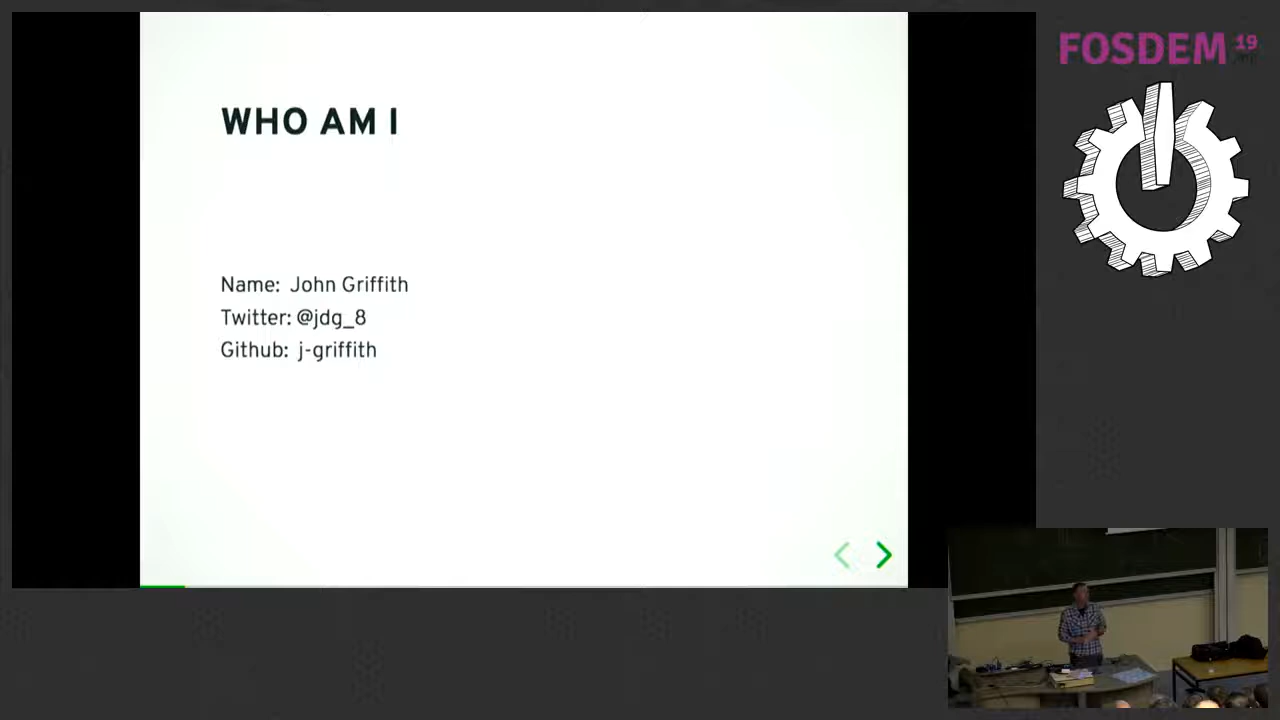 WHO AM I
Name: John Griffith
Twitter: @jdg_8
Github: j-griffith
FOSDEM 19